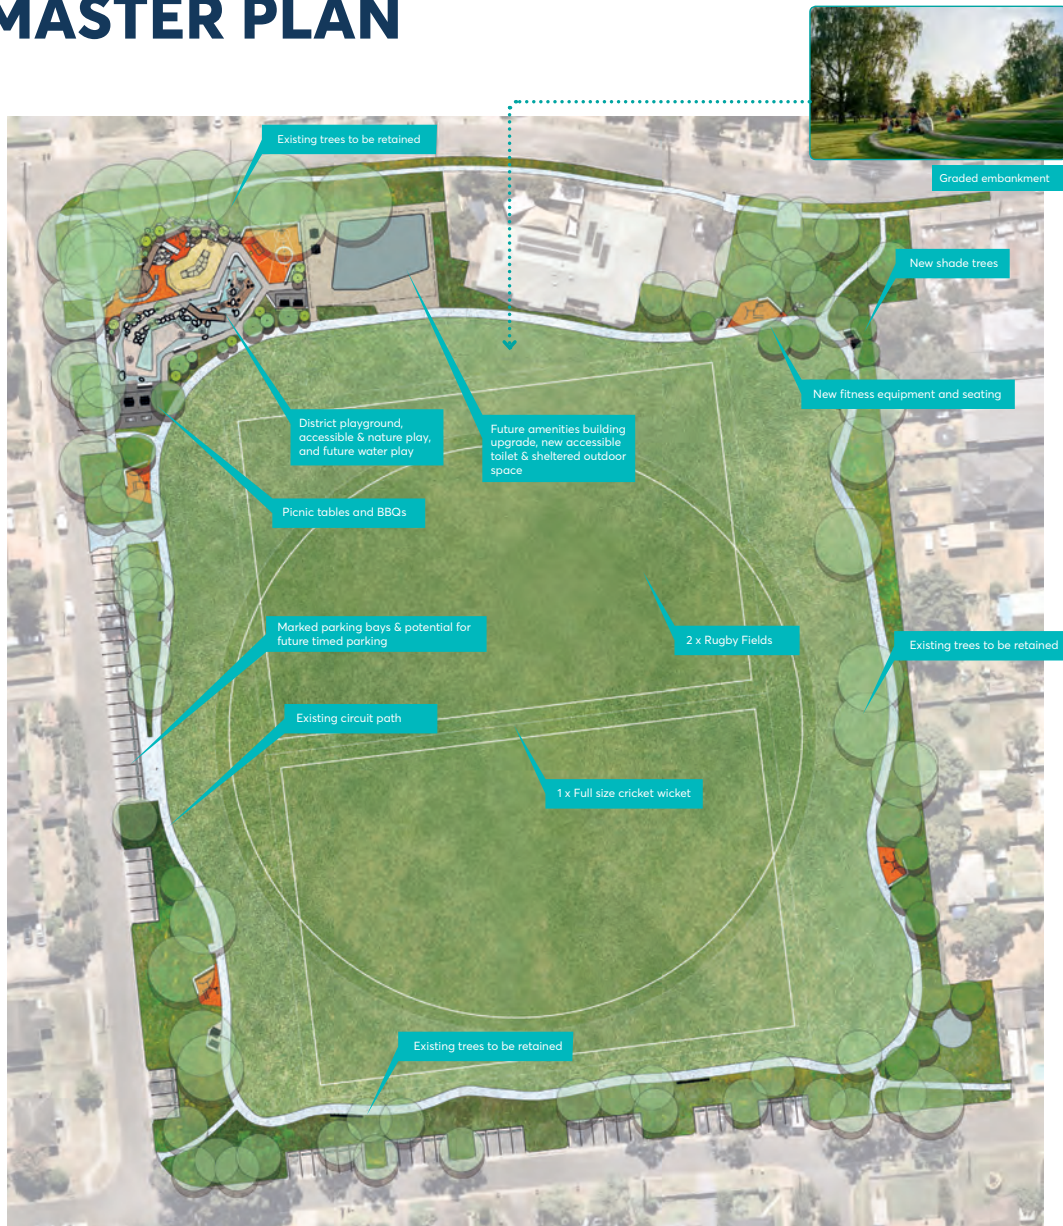 MASTER PLAN
Existing trees to be retained
Graded embankment
New shade trees
New fitness equipment and seating
District playground,
accessible & nature play,
and future water play
Future amenities building
upgrade, new accessible
toilet & sheltered outdoor
space
Picnic tables and BBQs
Marked parking bays & potential for
future timed parking
2 x Rugby Fields
Existing trees to be retained
Existing circuit path
1 x Full size cricket wicket
Existing trees to be retained